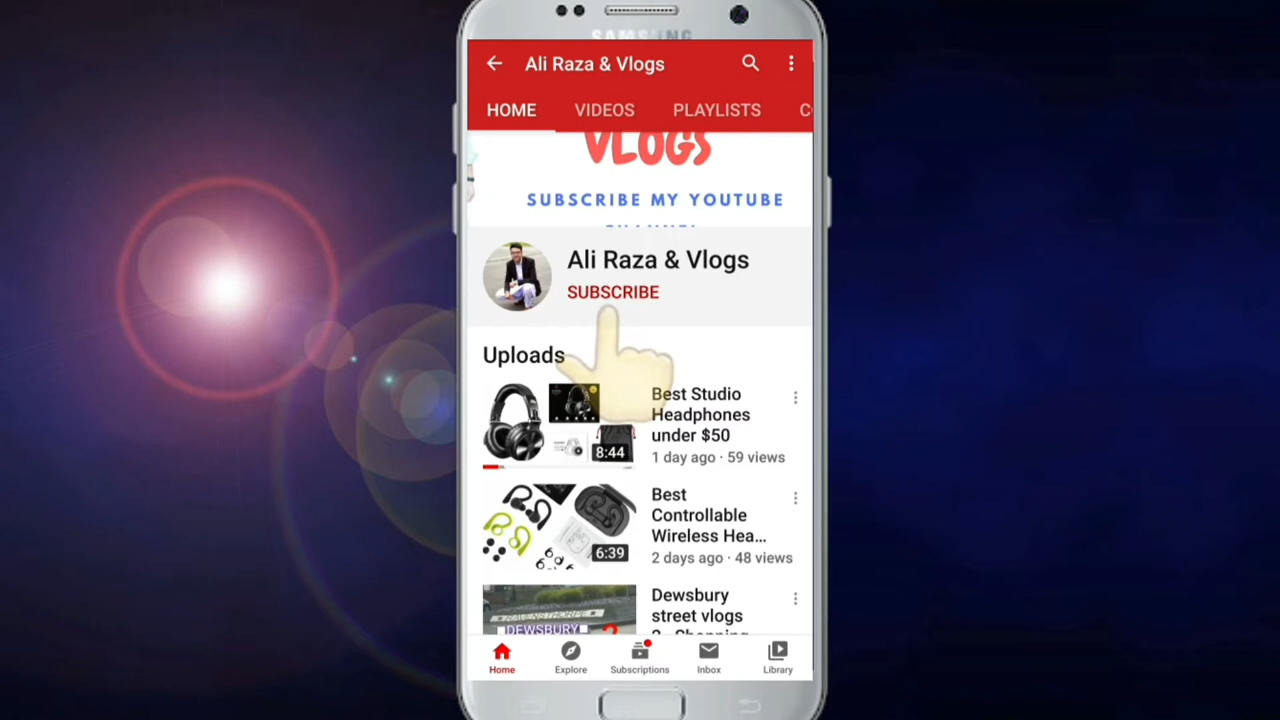 SAMSUNG
Ali Raza & Vlogs
HOME VIDEOS PLAYLISTS C
VLOGS
SUBSCRIBE MY YOUTUBE
CHANNEL
Ali Raza & Vlogs
SUBSCRIBE
Uploads
Best Studio
Headphones
under $50
8:44
1 day ago · 59 views
Best
Controllable
Wireless Hea...
6:39
2 days ago · 48 views
Dewsbury
street vlogs
RAVENSTHORPE
DEWSBURY
Home Explore Subscriptions Inbox Library